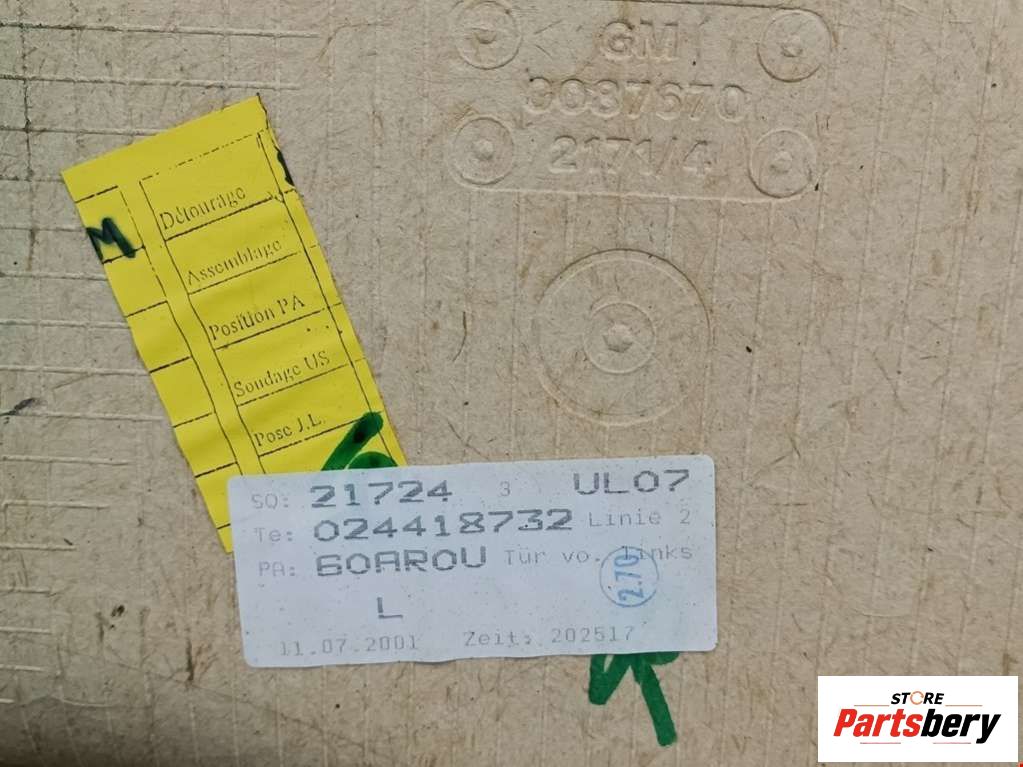 GM
3087670
2171/4
M
Détourage
Assemblage
Position PA
Sondage US
Pose J.L.
SQ: 21724 3 UL07
Te: 024418732 Linie 2
PA: 60AROU Tür vo. links
2.70
L
11.07.2001 Zeit: 202517
STORE
Partsbery